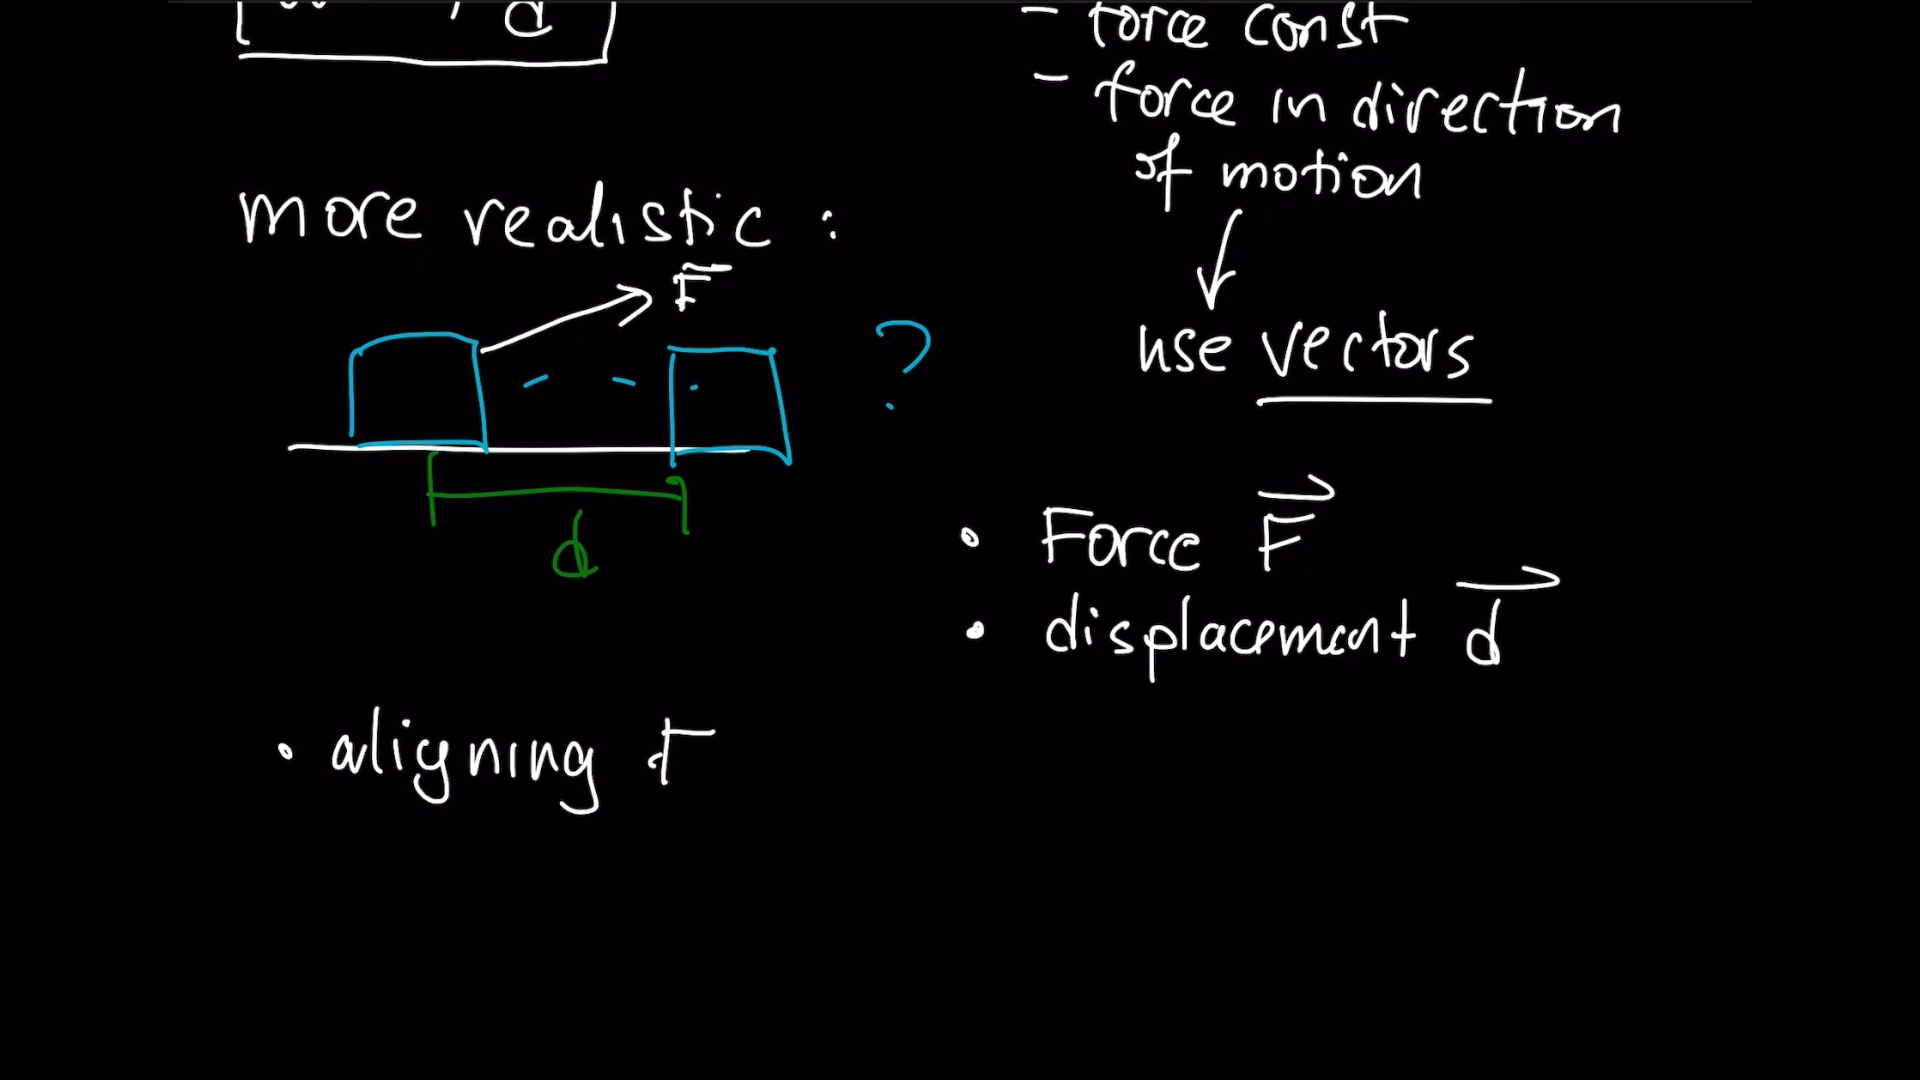 d
- force const
- force in direction
of motion
more realistic :
F
?
use vectors
d
• Force F
• displacement d
• aligning F